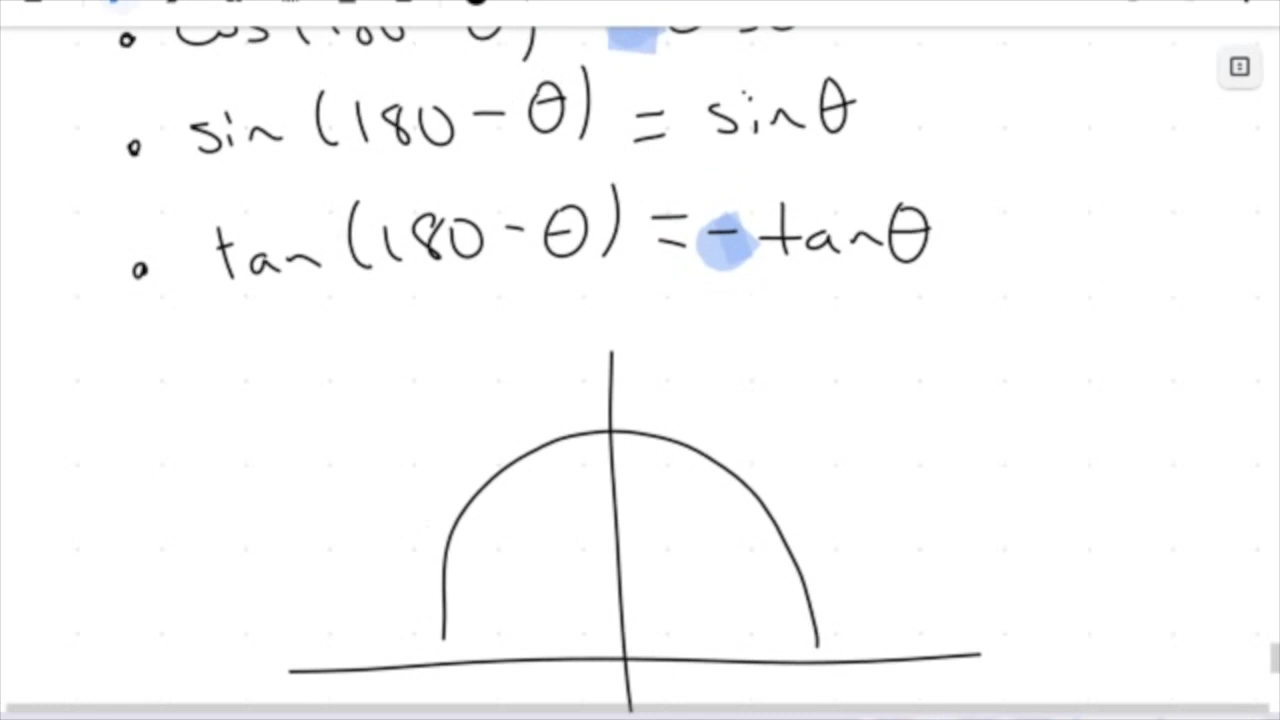 • sin (180 - θ) = sinθ
• tan (180 - θ) = - tanθ